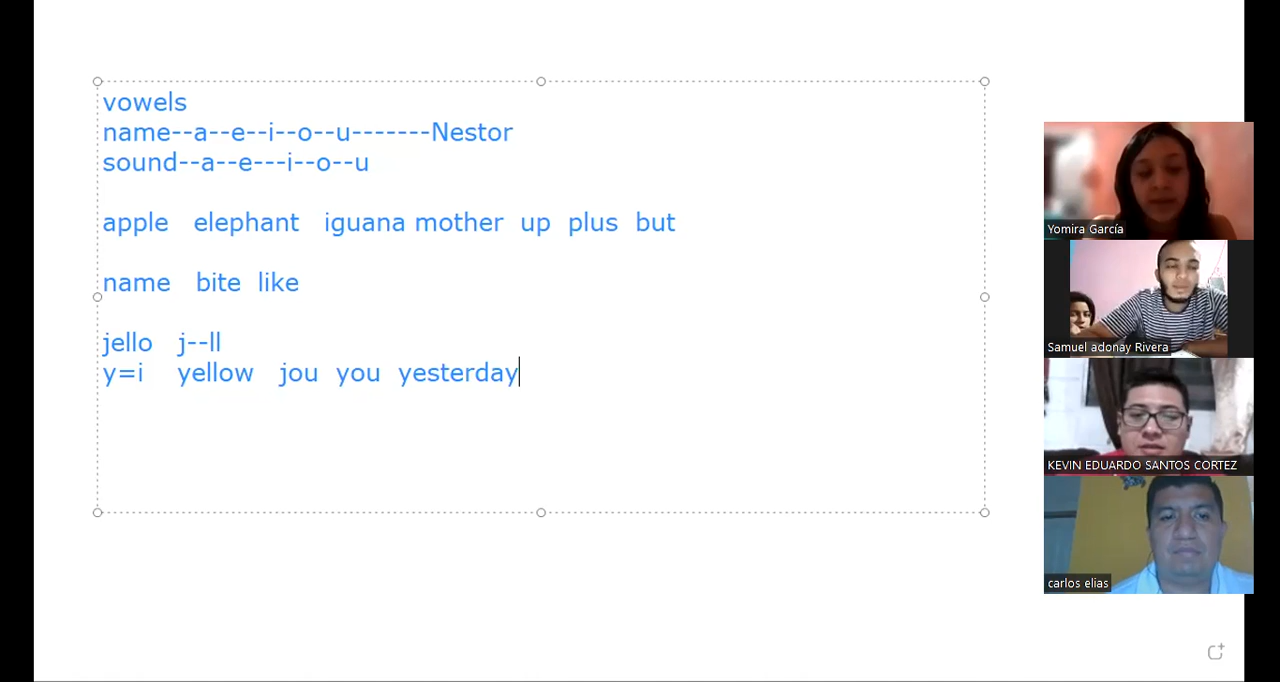 vowels
name--a--e--i--o--u-------Nestor
sound--a--e---i--o--u
apple elephant iguana mother up plus but
name bite like
jello j--ll
y=i yellow jou you yesterday
Yomira García
Samuel adonay Rivera
KEVIN EDUARDO SANTOS CORTEZ
carlos elias